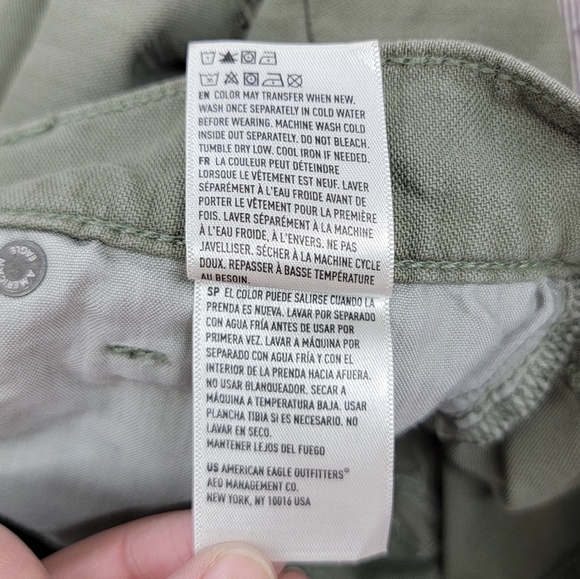 EN COLOR MAY TRANSFER WHEN NEW.
WASH ONCE SEPARATELY IN COLD WATER
BEFORE WEARING. MACHINE WASH COLD
INSIDE OUT SEPARATELY. DO NOT BLEACH.
TUMBLE DRY LOW. COOL IRON IF NEEDED.
FR LA COULEUR PEUT DÉTEINDRE
LORSQUE LE VÊTEMENT EST NEUF. LAVER
SÉPARÉMENT À L'EAU FROIDE AVANT DE
PORTER LE VÊTEMENT POUR LA PREMIÈRE
FOIS. LAVER SÉPARÉMENT À LA MACHINE
À L'EAU FROIDE, À L'ENVERS. NE PAS
JAVELLISER. SÉCHER À LA MACHINE CYCLE
DOUX. REPASSER À BASSE TEMPÉRATURE
AU BESOIN.
SP EL COLOR PUEDE SALIRSE CUANDO LA
PRENDA ES NUEVA. LAVAR POR SEPARADO
CON AGUA FRÍA ANTES DE USAR POR
PRIMERA VEZ. LAVAR A MÁQUINA POR
SEPARADO CON AGUA FRÍA Y CON EL
INTERIOR DE LA PRENDA HACIA AFUERA.
NO USAR BLANQUEADOR. SECAR A
MÁQUINA A TEMPERATURA BAJA. USAR
PLANCHA TIBIA SI ES NECESARIO. NO
LAVAR EN SECO.
MANTENER LEJOS DEL FUEGO
US AMERICAN EAGLE OUTFITTERS®
AEO MANAGEMENT CO.
NEW YORK, NY 10016 USA
AMERICAN
EAGLE